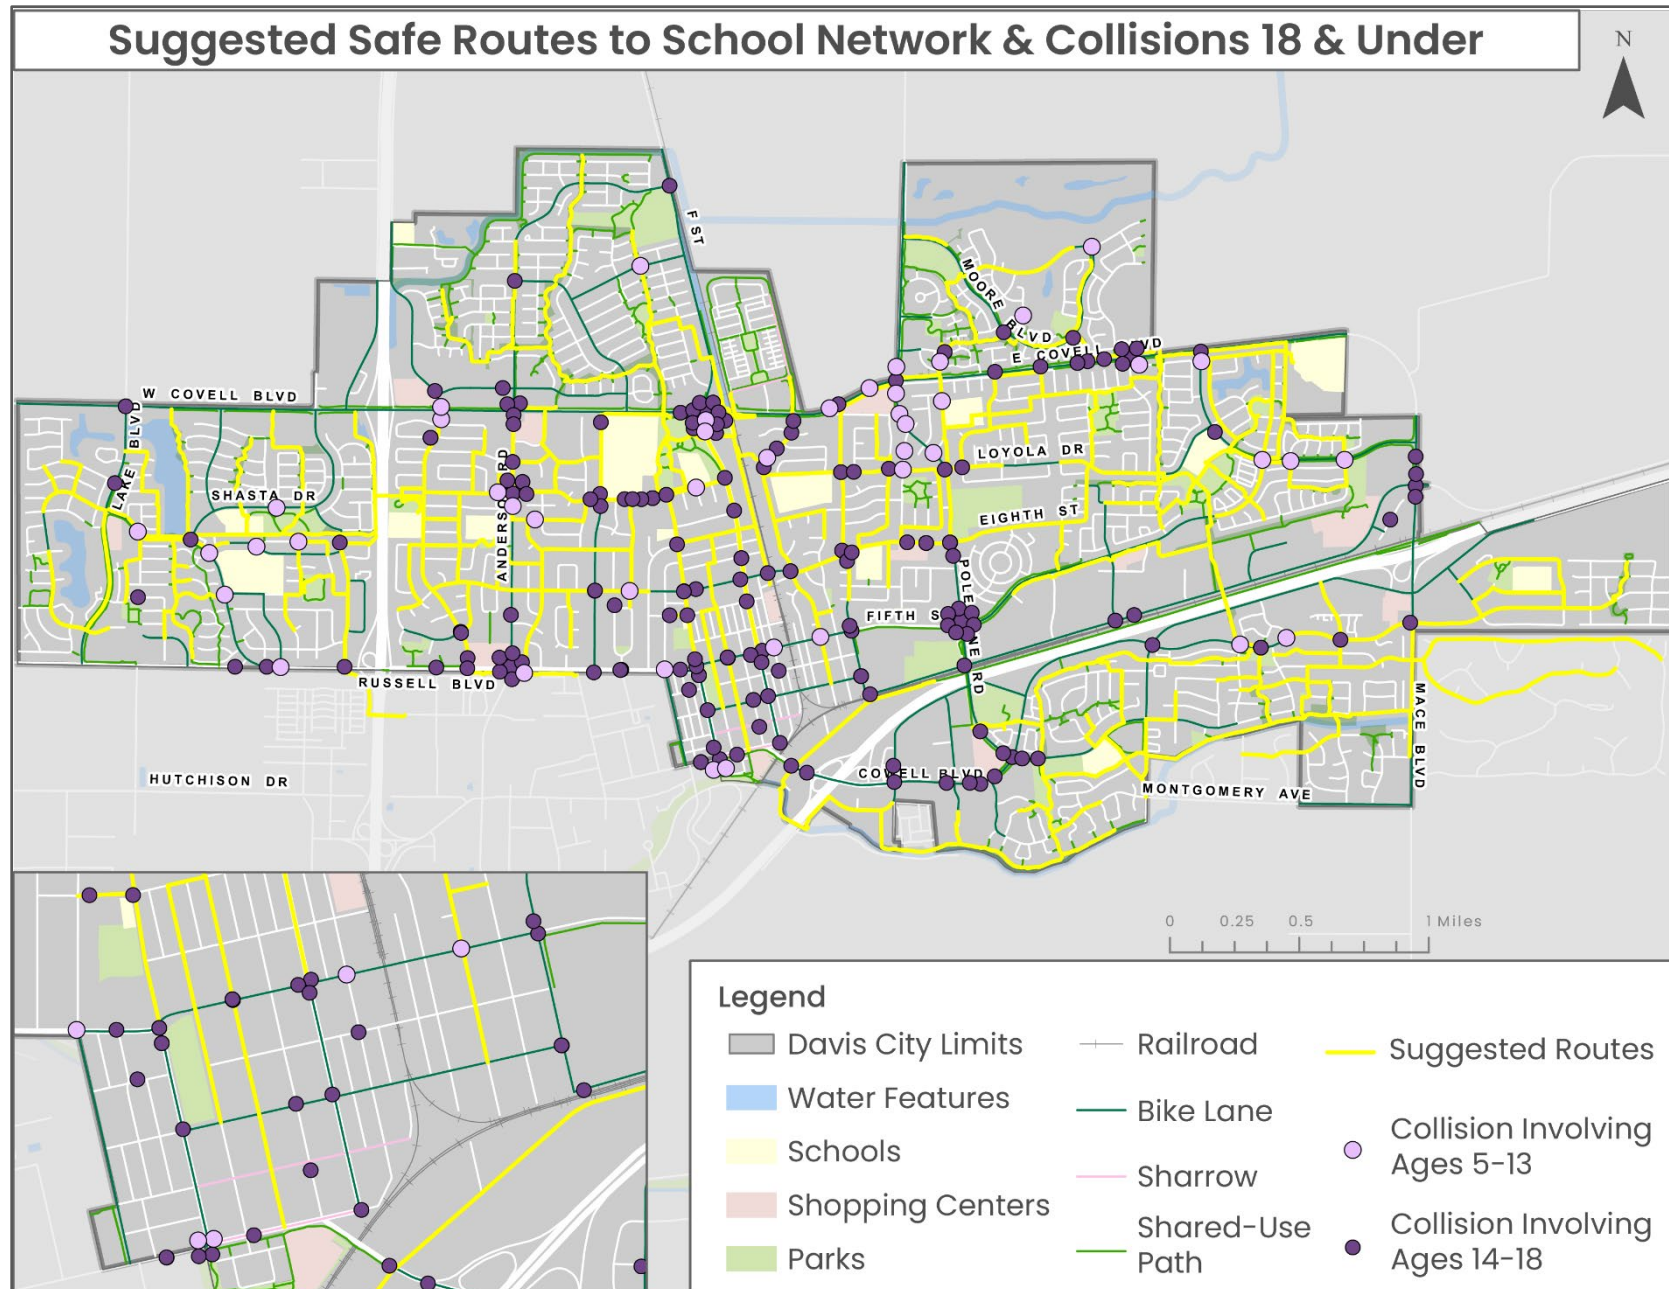 Suggested Safe Routes to School Network & Collisions 18 & Under
N
F ST
MOORE
BLVD
E COVELL
VD
W COVELL BLVD
LAKE BLVD
SHASTA DR
ANDERSON RD
LOYOLA DR
EIGHTH ST
POLE
NE RD
FIFTH S
RUSSELL BLVD
HUTCHISON DR
COVELL BLVD
MONTGOMERY AVE
MACE BLVD
0 0.25 0.5 1 Miles
Legend
Davis City Limits
Water Features
Schools
Shopping Centers
Parks
Railroad
Bike Lane
Sharrow
Shared-Use
Path
Suggested Routes
Collision Involving
Ages 5-13
Collision Involving
Ages 14-18